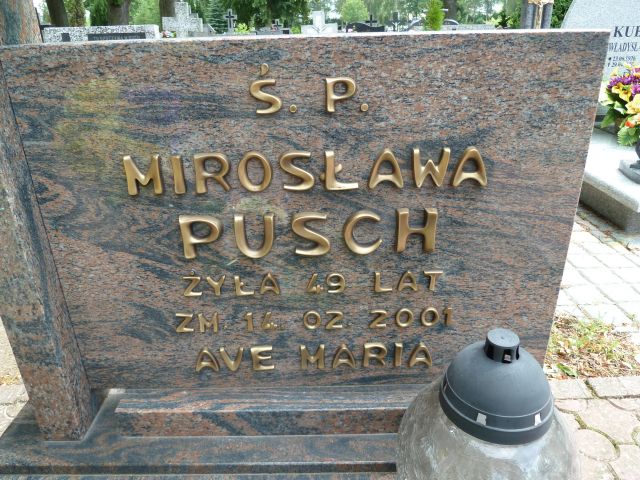 Ś. P.
MIROSŁAWA
PUSCH
ŻYŁA 49 LAT
ZM. 14. 02. 2001
AVE MARIA